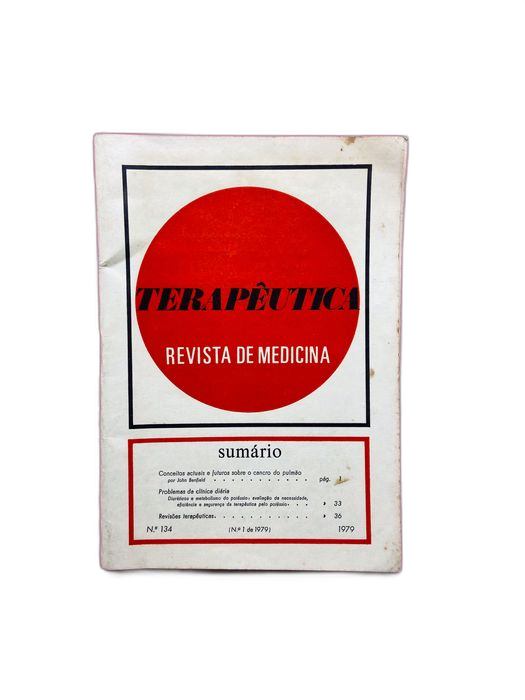 TERAPÊUTICA
REVISTA DE MEDICINA
sumário
Conceitos actuais e futuros sobre o cancro do pulmão
por John Benfield . . . . . . . . . . . . pág. 1
Problemas de clínica diária
Diuréticos e metabolismo do potássio: avaliação da necessidade,
eficiência e segurança da terapêutica pelo potássio . . . » 33
Revisões terapêuticas . . . . . . . . . . » 36
N.º 134 (N.º 1 de 1979) 1979